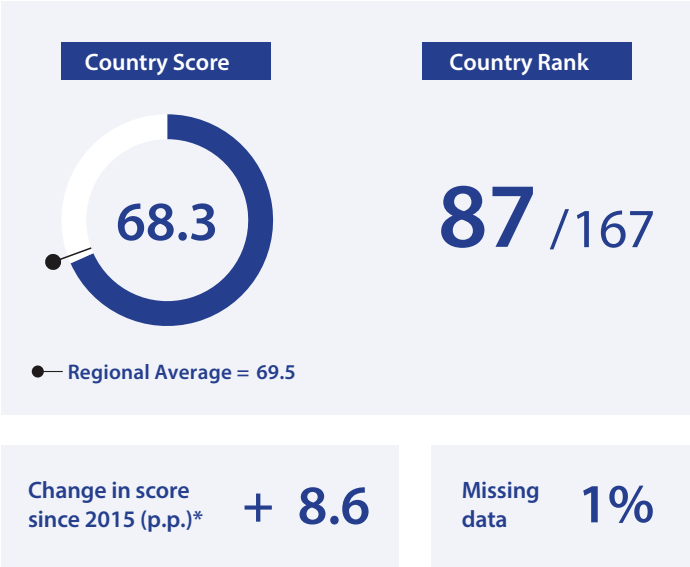 Country Score
Country Rank
68.3
87 /167
Regional Average = 69.5
Change in score
since 2015 (p.p.)*
+ 8.6
Missing
data
1%